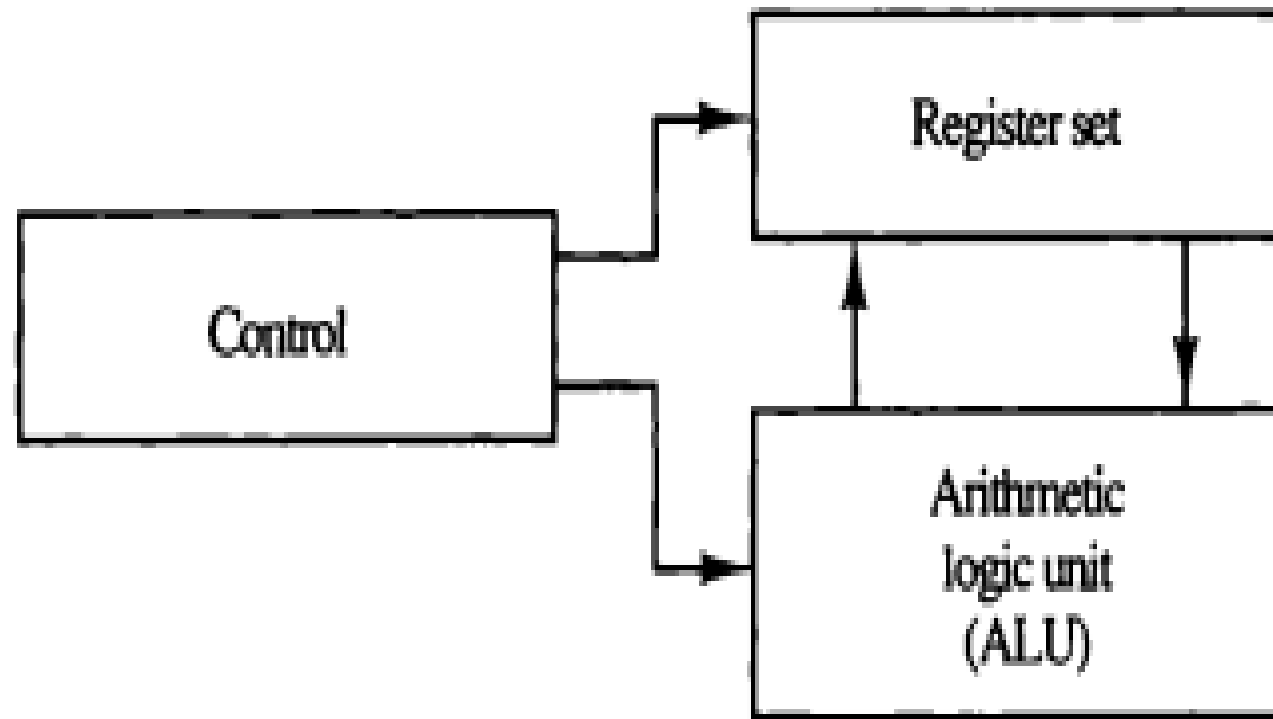 Register set
Control
Arithmetic
logic unit
(ALU)